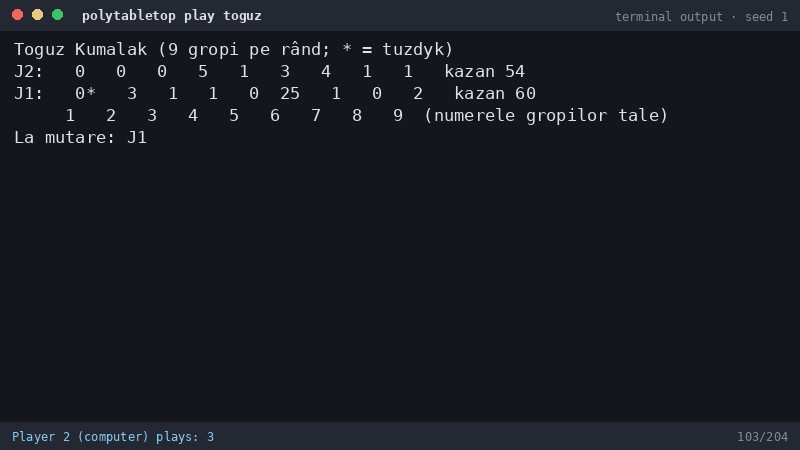 polytabletop play toguz
terminal output · seed 1
Toguz Kumalak (9 gropi pe rând; * = tuzdyk)
J2: 0 0 0 5 1 3 4 1 1 kazan 54
J1: 0* 3 1 1 0 25 1 0 2 kazan 60
1 2 3 4 5 6 7 8 9 (numerele gropilor tale)
La mutare: J1
Player 2 (computer) plays: 3
103/204